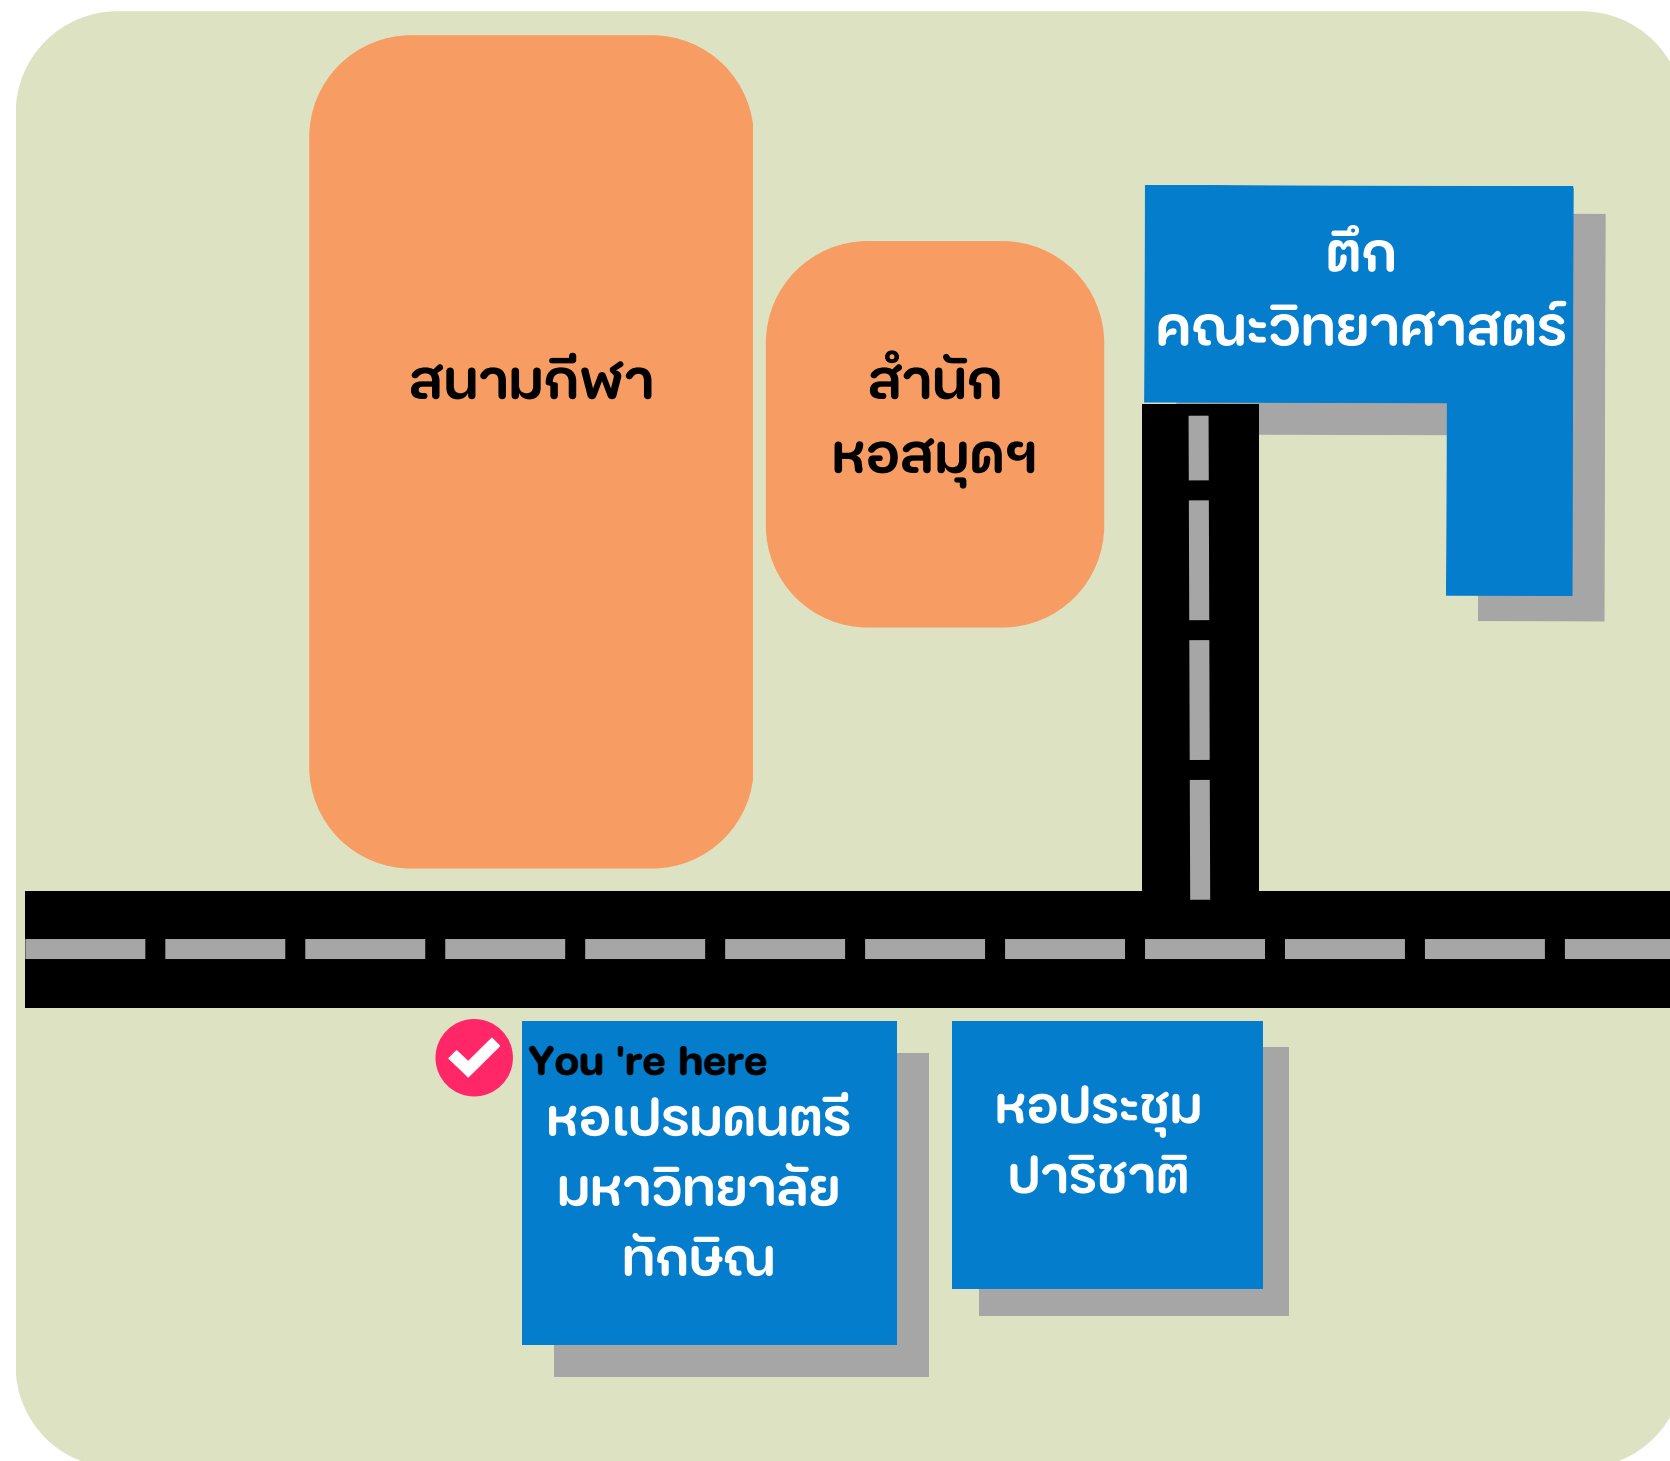 ตึก
คณะวิทยาศาสตร์
สนามกีฬา
สำนัก
หอสมุดฯ
You 're here
หอเปรมดนตรี
มหาวิทยาลัย
ทักษิณ
หอประชุม
ปาริชาติ